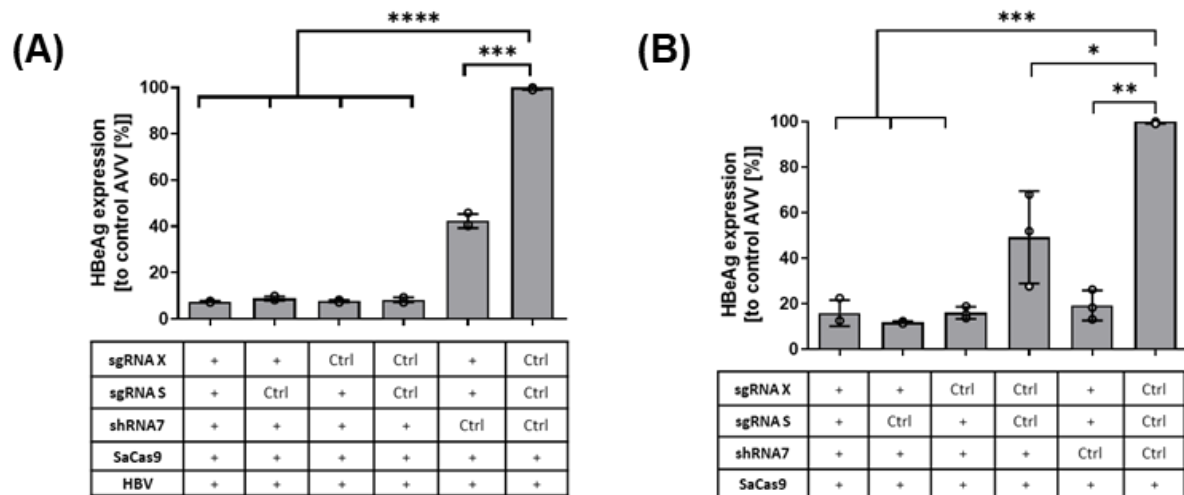 (A)
****
***
HBeAg expression
[to control AVV [%]]
100
80
60
40
20
0
sgRNA X + + Ctrl Ctrl + Ctrl
sgRNA S + Ctrl + Ctrl + Ctrl
shRNA7 + + + + Ctrl Ctrl
SaCas9 + + + + + +
HBV + + + + + +
(B)
***
*
**
HBeAg expression
[to control AVV [%]]
100
80
60
40
20
0
sgRNA X + + Ctrl Ctrl + Ctrl
sgRNA S + Ctrl + Ctrl + Ctrl
shRNA7 + + + + Ctrl Ctrl
SaCas9 + + + + + +